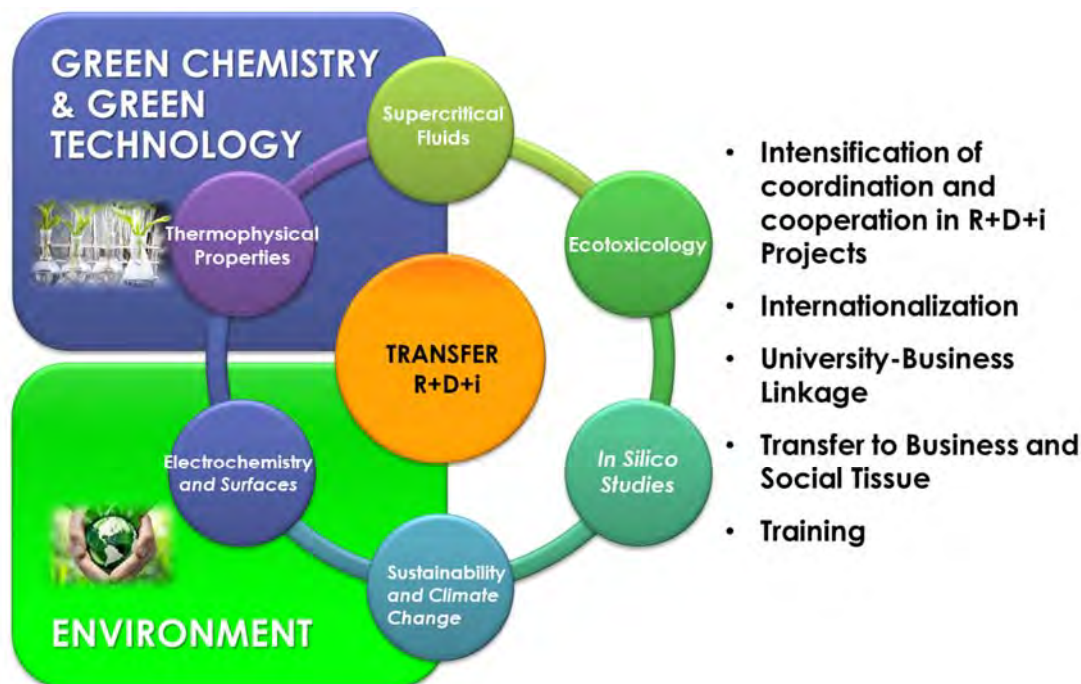 GREEN CHEMISTRY
& GREEN
TECHNOLOGY
Supercritical
Fluids
Thermophysical
Properties
Ecotoxicology
TRANSFER
R+D+i
Electrochemistry
and Surfaces
In Silico
Studies
Sustainability
and Climate
Change
ENVIRONMENT
• Intensification of
coordination and
cooperation in R+D+i
Projects
• Internationalization
• University-Business
Linkage
• Transfer to Business and
Social Tissue
• Training